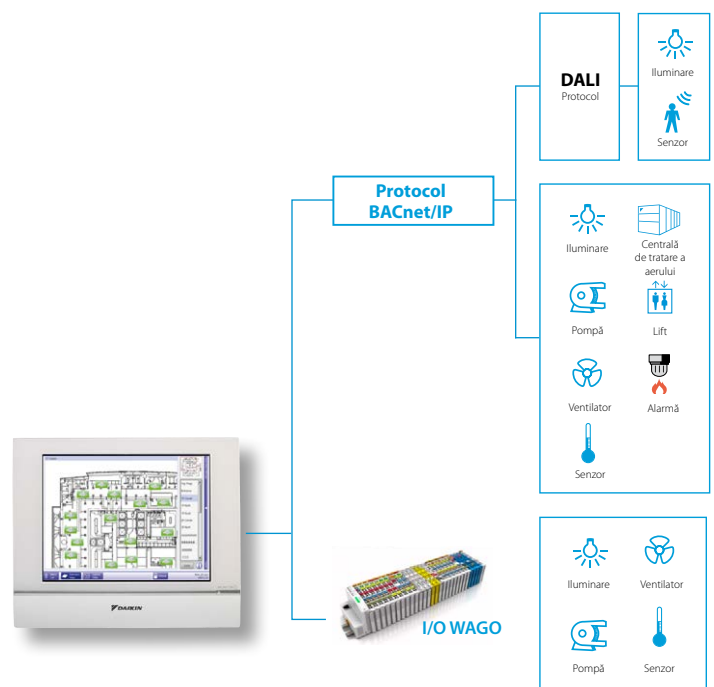 DALI
Protocol
Iluminare
Senzor
Protocol
BACnet/IP
Iluminare
Centrală
de tratare a
aerului
Pompă
Lift
Ventilator
Alarmă
Senzor
DAIKIN
I/O WAGO
Iluminare
Ventilator
Pompă
Senzor